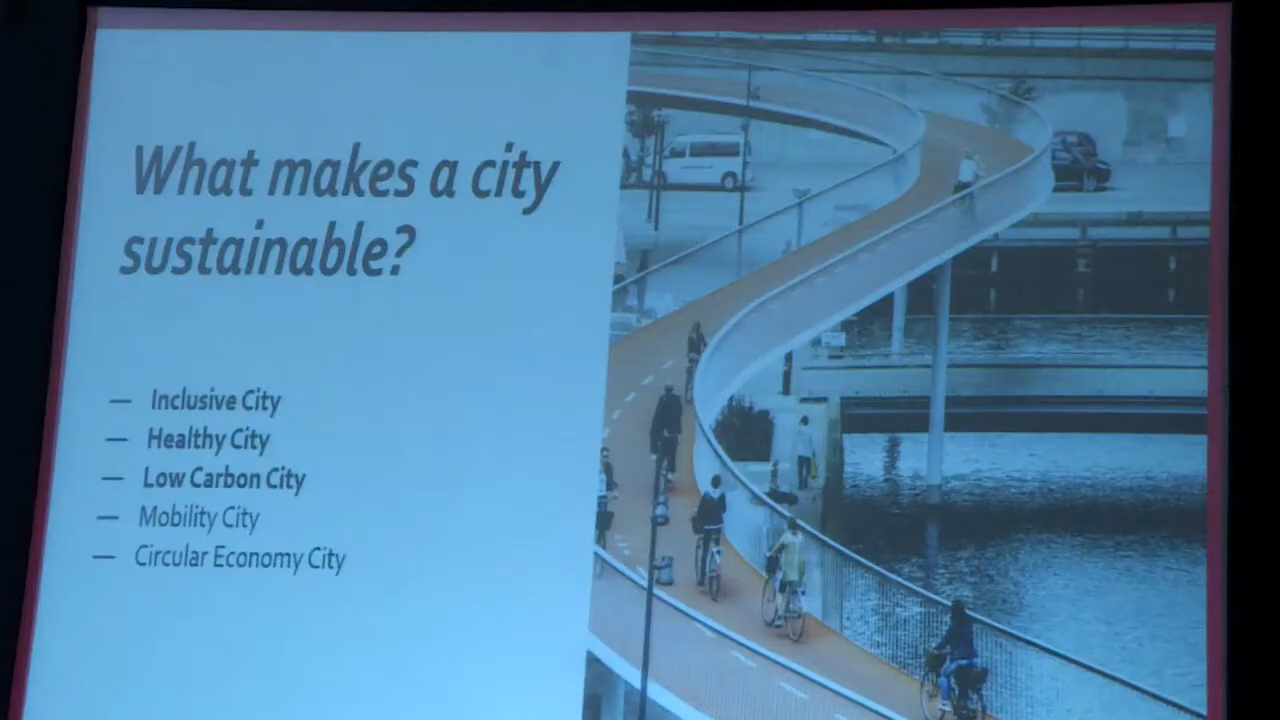 What makes a city
sustainable?
— Inclusive City
— Healthy City
— Low Carbon City
— Mobility City
— Circular Economy City